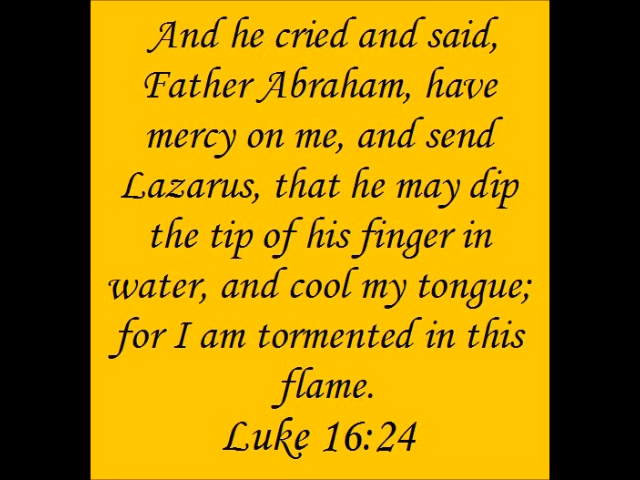 And he cried and said,
Father Abraham, have
mercy on me, and send
Lazarus, that he may dip
the tip of his finger in
water, and cool my tongue;
for I am tormented in this
flame.
Luke 16:24